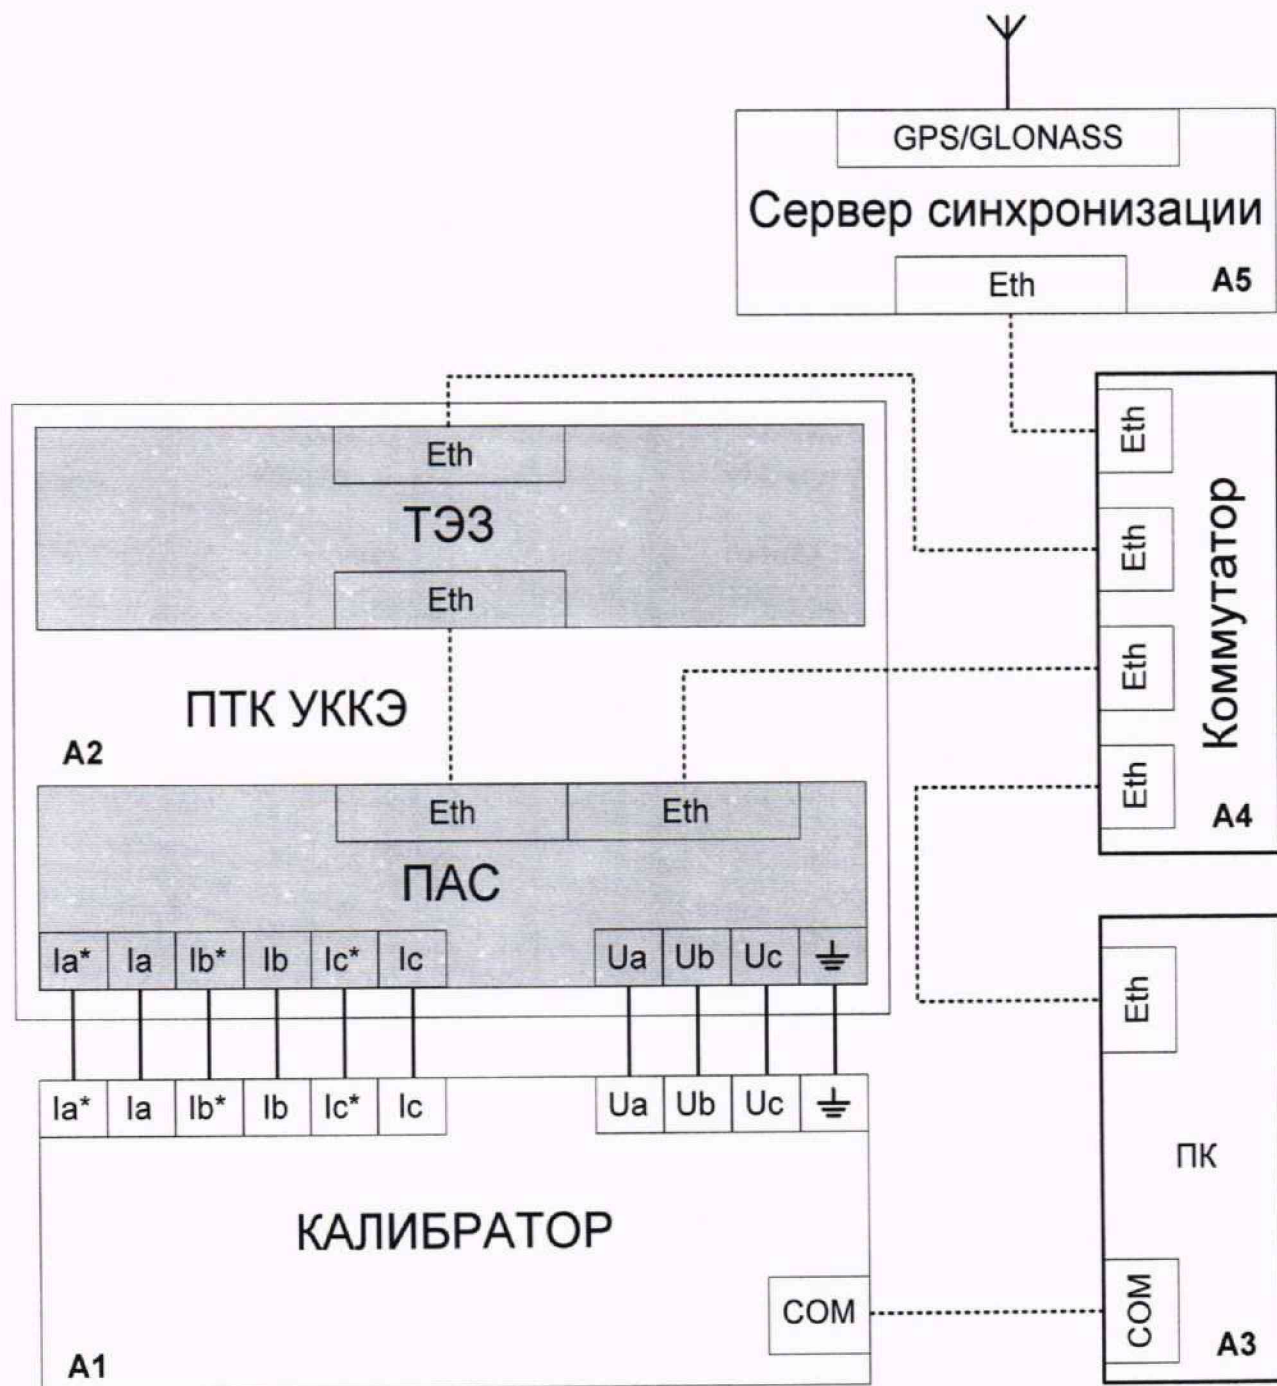 GPS/GLONASS
Сервер синхронизации
Eth
A5
Eth
ТЭЗ
Eth
ПТК УККЭ
A2
Eth Eth
ПАС
Ia* Ia Ib* Ib Ic* Ic Ua Ub Uc
Eth
Eth
Eth
Eth
Коммутатор
A4
Ia* Ia Ib* Ib Ic* Ic Ua Ub Uc
КАЛИБРАТОР
COM
A1
Eth
ПК
COM
A3